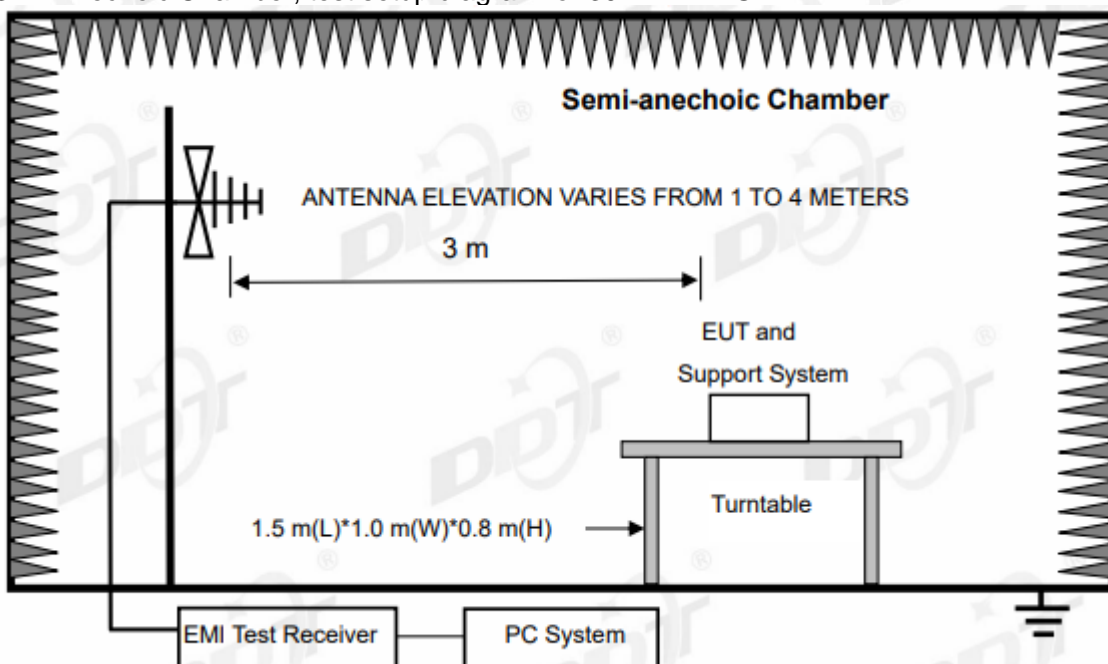 Semi-anechoic Chamber
ANTENNA ELEVATION VARIES FROM 1 TO 4 METERS
3 m
EUT and
Support System
Turntable
1.5 m(L)*1.0 m(W)*0.8 m(H)
EMI Test Receiver
PC System
DDT
®